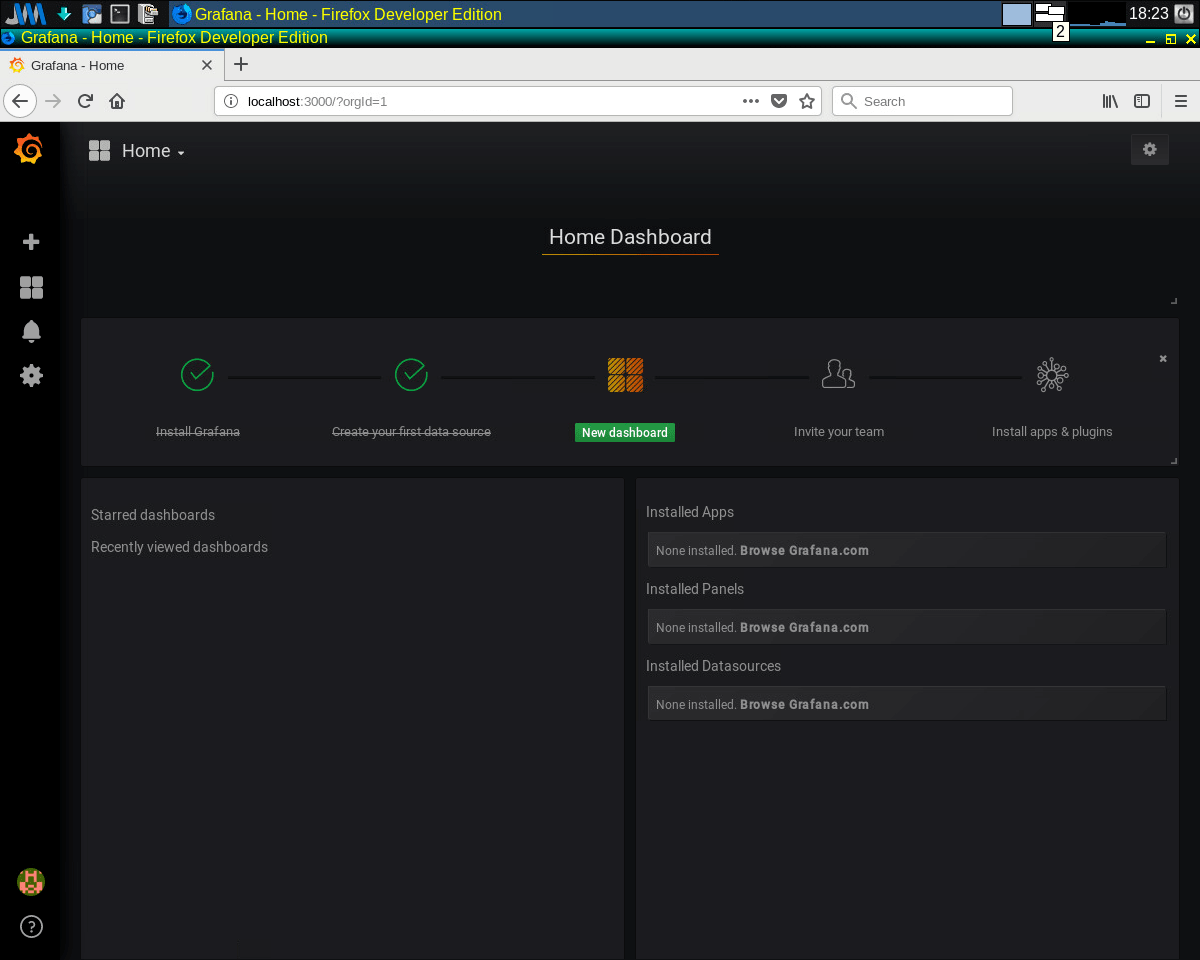 Grafana - Home - Firefox Developer Edition
18:23
2
Grafana - Home - Firefox Developer Edition
Grafana - Home
localhost:3000/?orgId=1
Search
Home
Home Dashboard
Install Grafana
Create your first data source
New dashboard
Invite your team
Install apps & plugins
Starred dashboards
Recently viewed dashboards
Installed Apps
None installed. Browse Grafana.com
Installed Panels
None installed. Browse Grafana.com
Installed Datasources
None installed. Browse Grafana.com